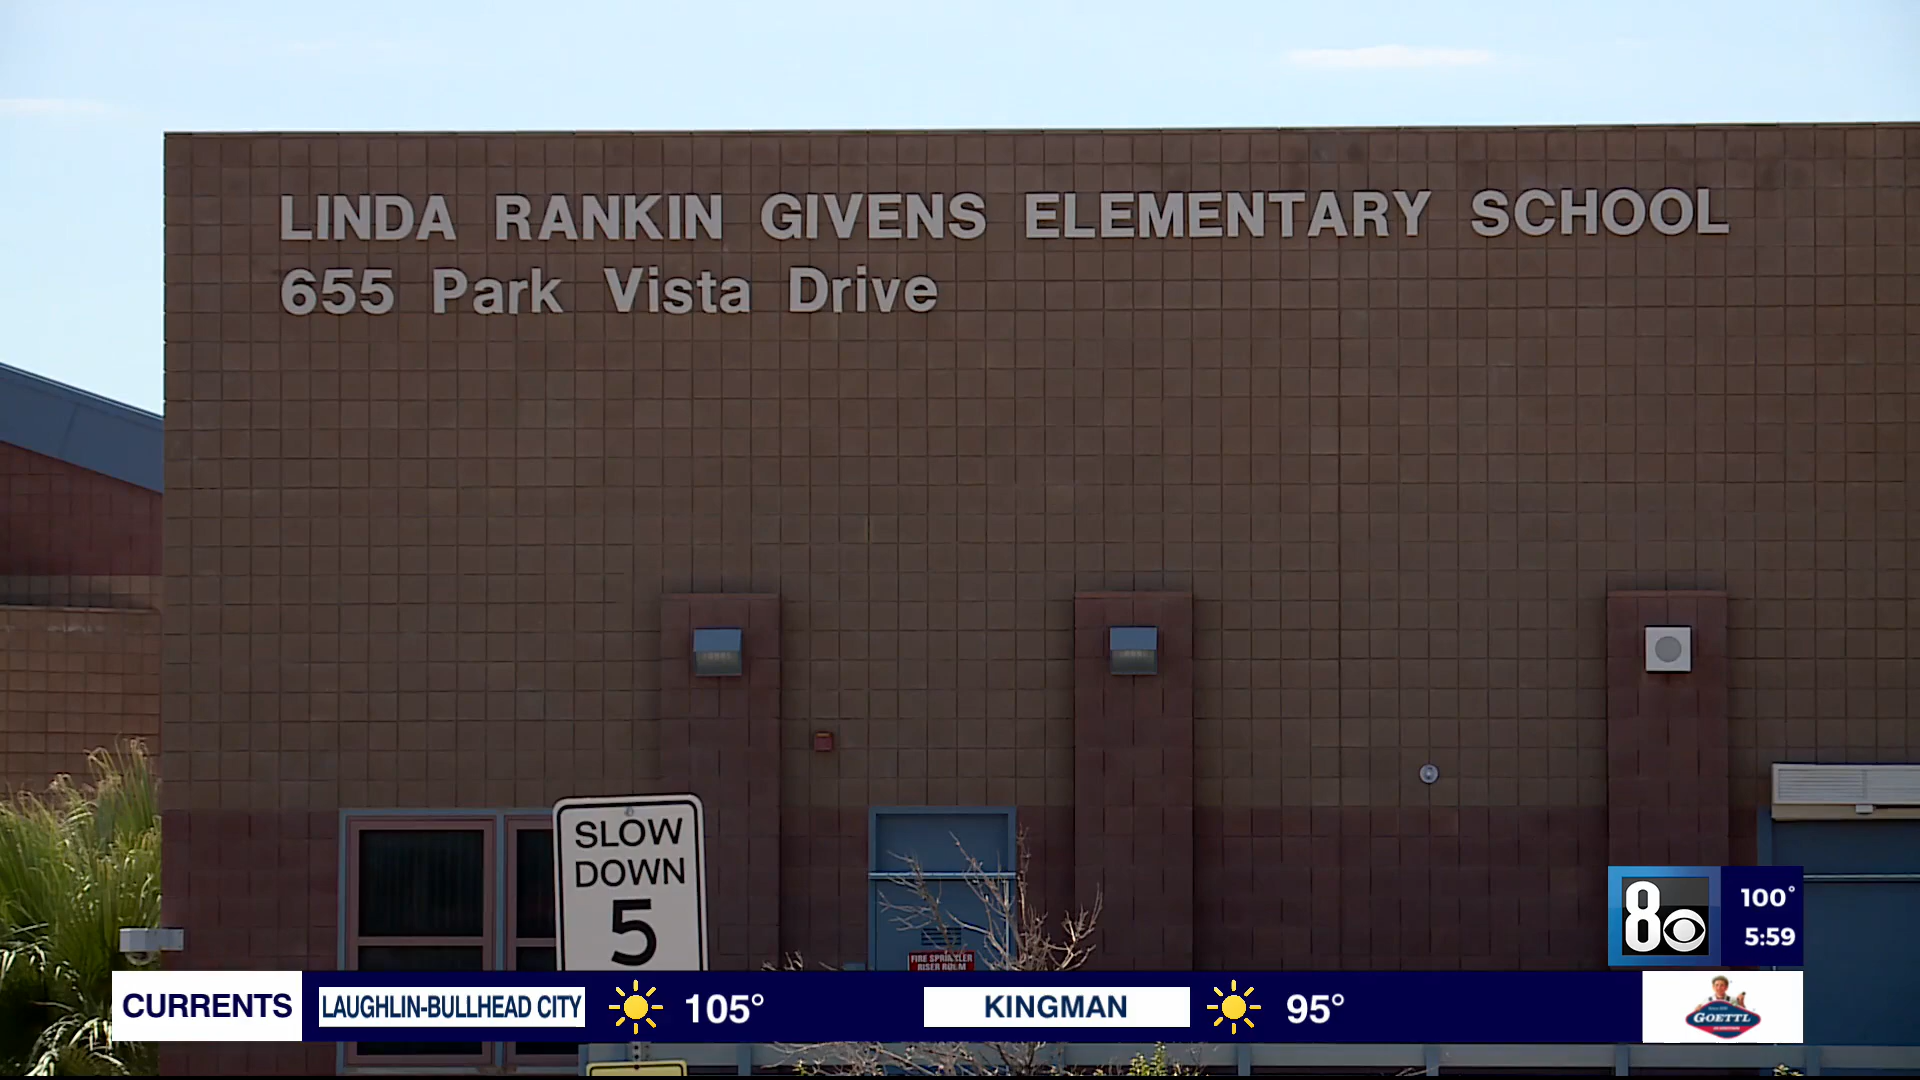 LINDA RANKIN GIVENS ELEMENTARY SCHOOL
655 Park Vista Drive
SLOW
DOWN
5
FIRE SPRINKLER
RISER ROOM
8
100°
5:59
CURRENTS LAUGHLIN-BULLHEAD CITY 105° KINGMAN 95°
GOETTL